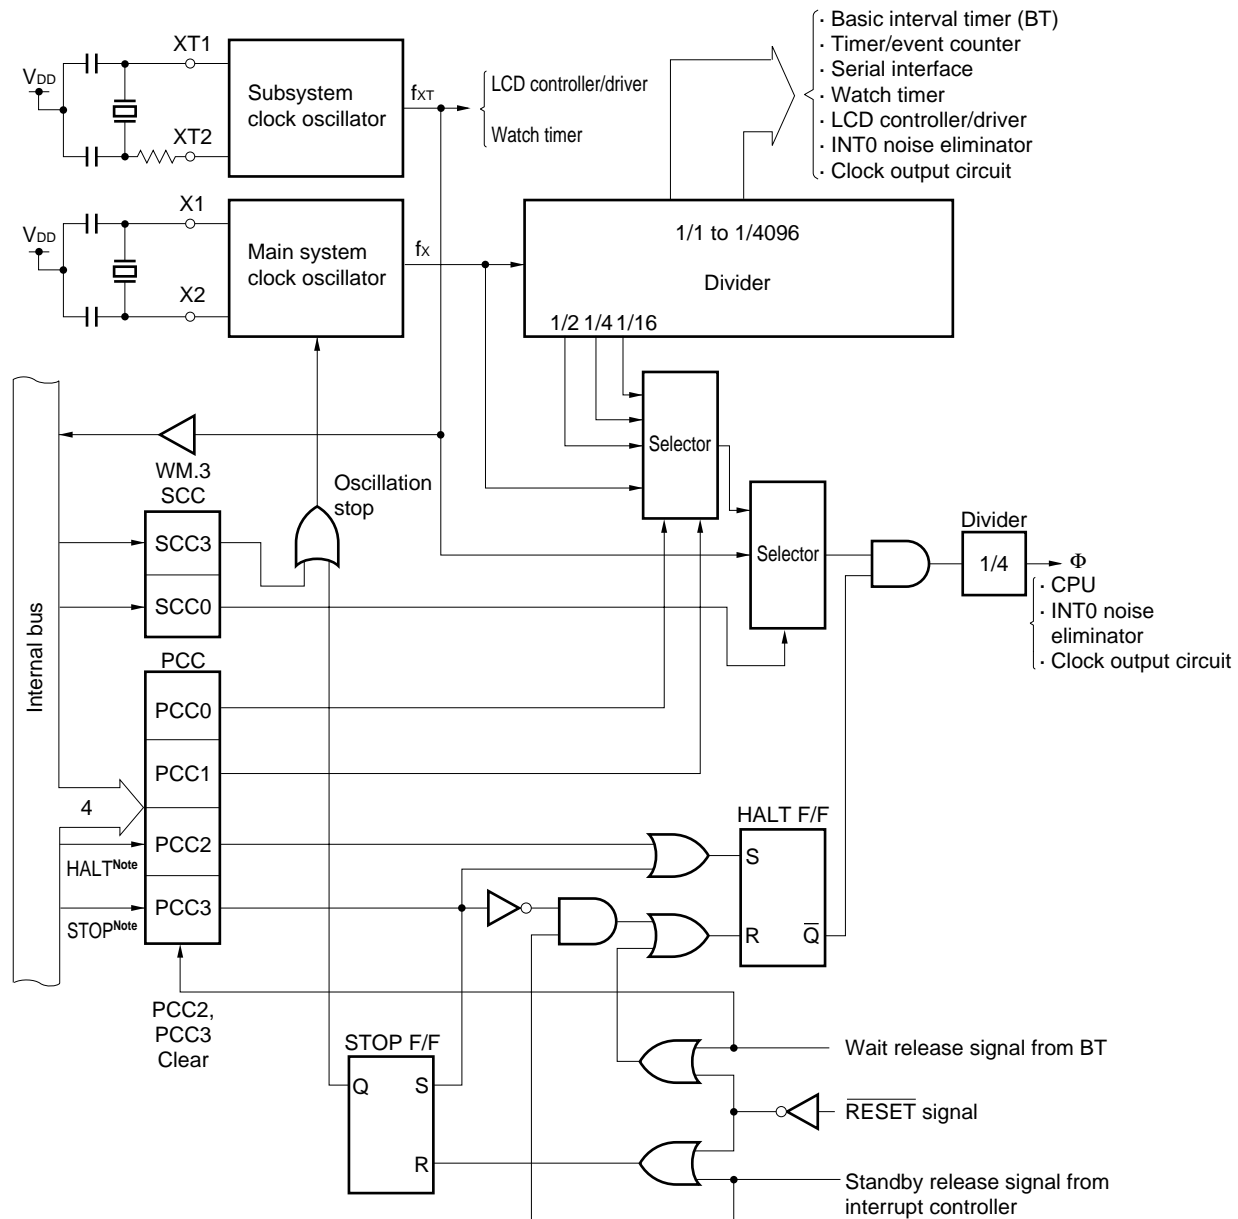 · Basic interval timer (BT)
· Timer/event counter
· Serial interface
· Watch timer
· LCD controller/driver
· INT0 noise eliminator
· Clock output circuit
XT1
VDD
XT2
Subsystem
clock oscillator
fXT
LCD controller/driver
Watch timer
X1
VDD
X2
Main system
clock oscillator
fX
1/1 to 1/4096
Divider
1/2 1/4 1/16
Selector
WM.3
SCC
Oscillation
stop
SCC3
SCC0
Selector
Divider
1/4
Φ
· CPU
· INT0 noise
eliminator
· Clock output circuit
Internal bus
PCC
PCC0
PCC1
4
PCC2
HALTNote
PCC3
STOPNote
HALT F/F
S
R
Q
PCC2,
PCC3
Clear
STOP F/F
Q
S
R
Wait release signal from BT
RESET signal
Standby release signal from
interrupt controller